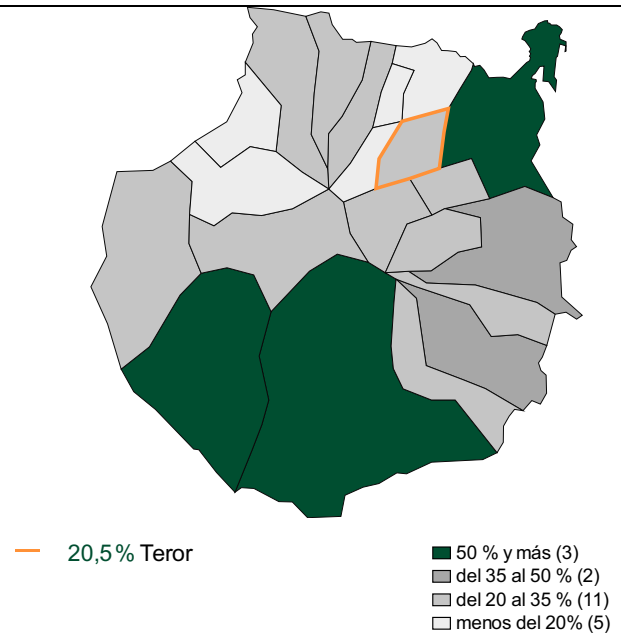 20,5 % Teror
50 % y más (3)
del 35 al 50 % (2)
del 20 al 35 % (11)
menos del 20% (5)